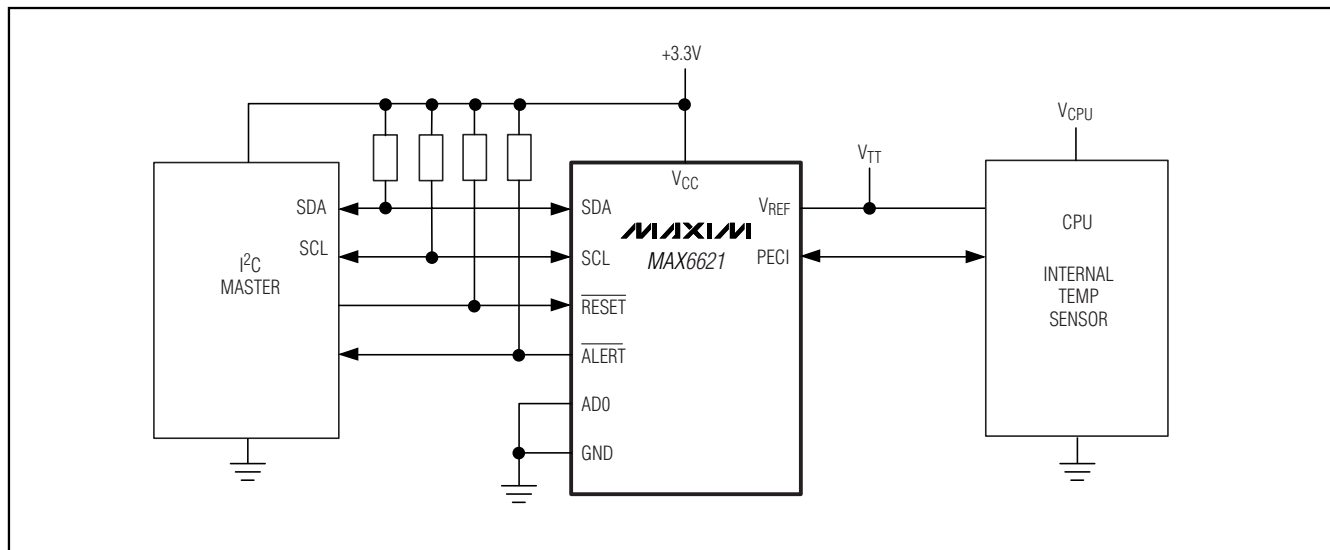 +3.3V
VCPU
VTT
VCC
SDA
SDA
VREF
CPU
MAXIM
SCL
SCL
MAX6621
PECI
I²C
MASTER
INTERNAL
TEMP
SENSOR
RESET
ALERT
AD0
GND